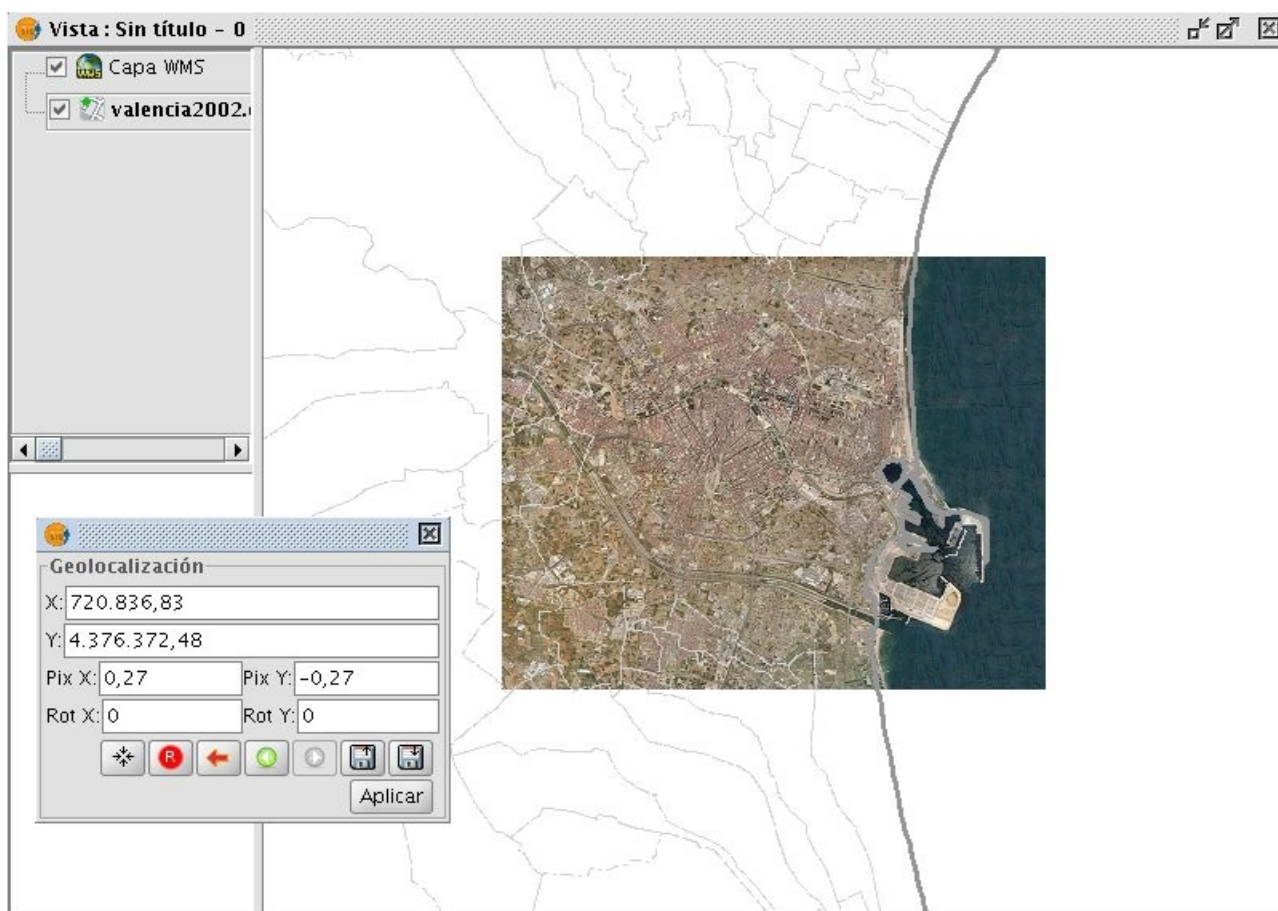 Vista : Sin título – 0
Capa WMS
valencia2002.
Geolocalización
X: 720.836,83
Y: 4.376.372,48
Pix X: 0,27 Pix Y: −0,27
Rot X: 0 Rot Y: 0
R
Aplicar